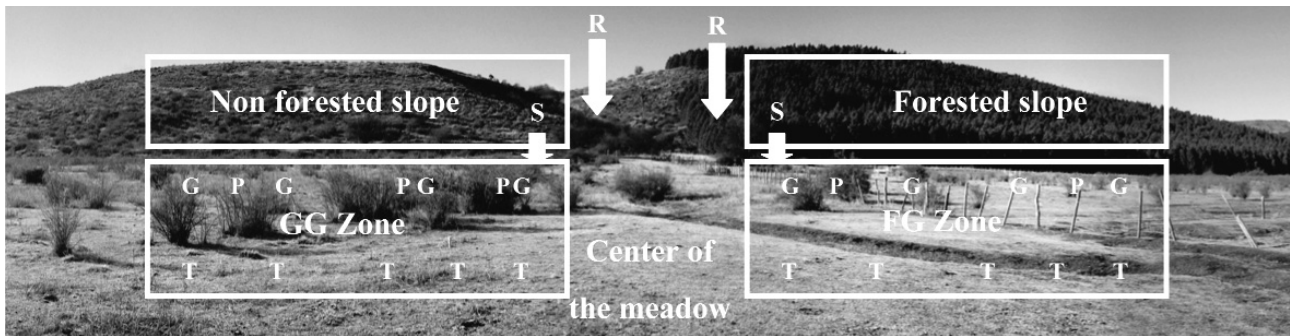 R R
Non forested slope S S Forested slope
G P G P G P G G P G G P G
GG Zone FG Zone
T T T T T T T T T T
Center of
the meadow